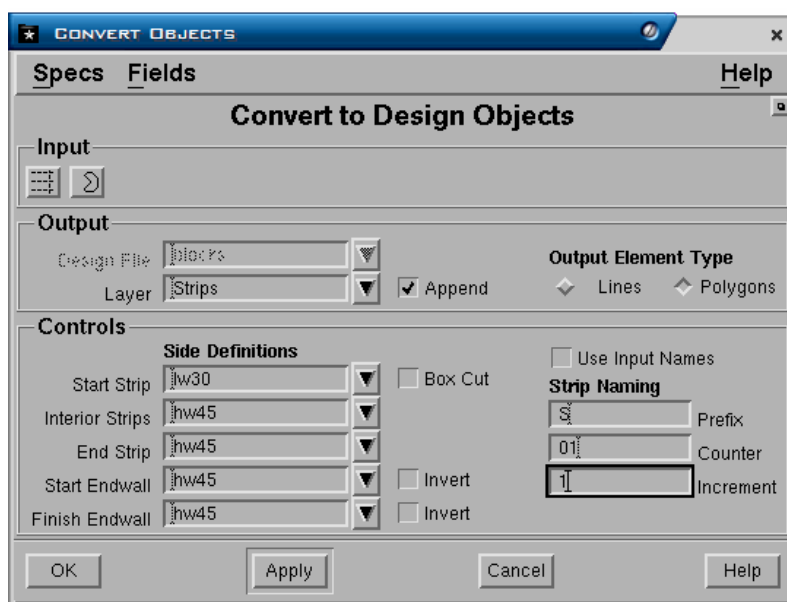 CONVERT OBJECTS
Specs Fields Help
Convert to Design Objects
Input
Output
Design File blocks
Layer Strips Append
Output Element Type
Lines Polygons
Controls
Side Definitions
Start Strip lw30 Box Cut
Interior Strips hw45
End Strip hw45
Start Endwall hw45 Invert
Finish Endwall hw45 Invert
Use Input Names
Strip Naming
S Prefix
01 Counter
1 Increment
OK Apply Cancel Help